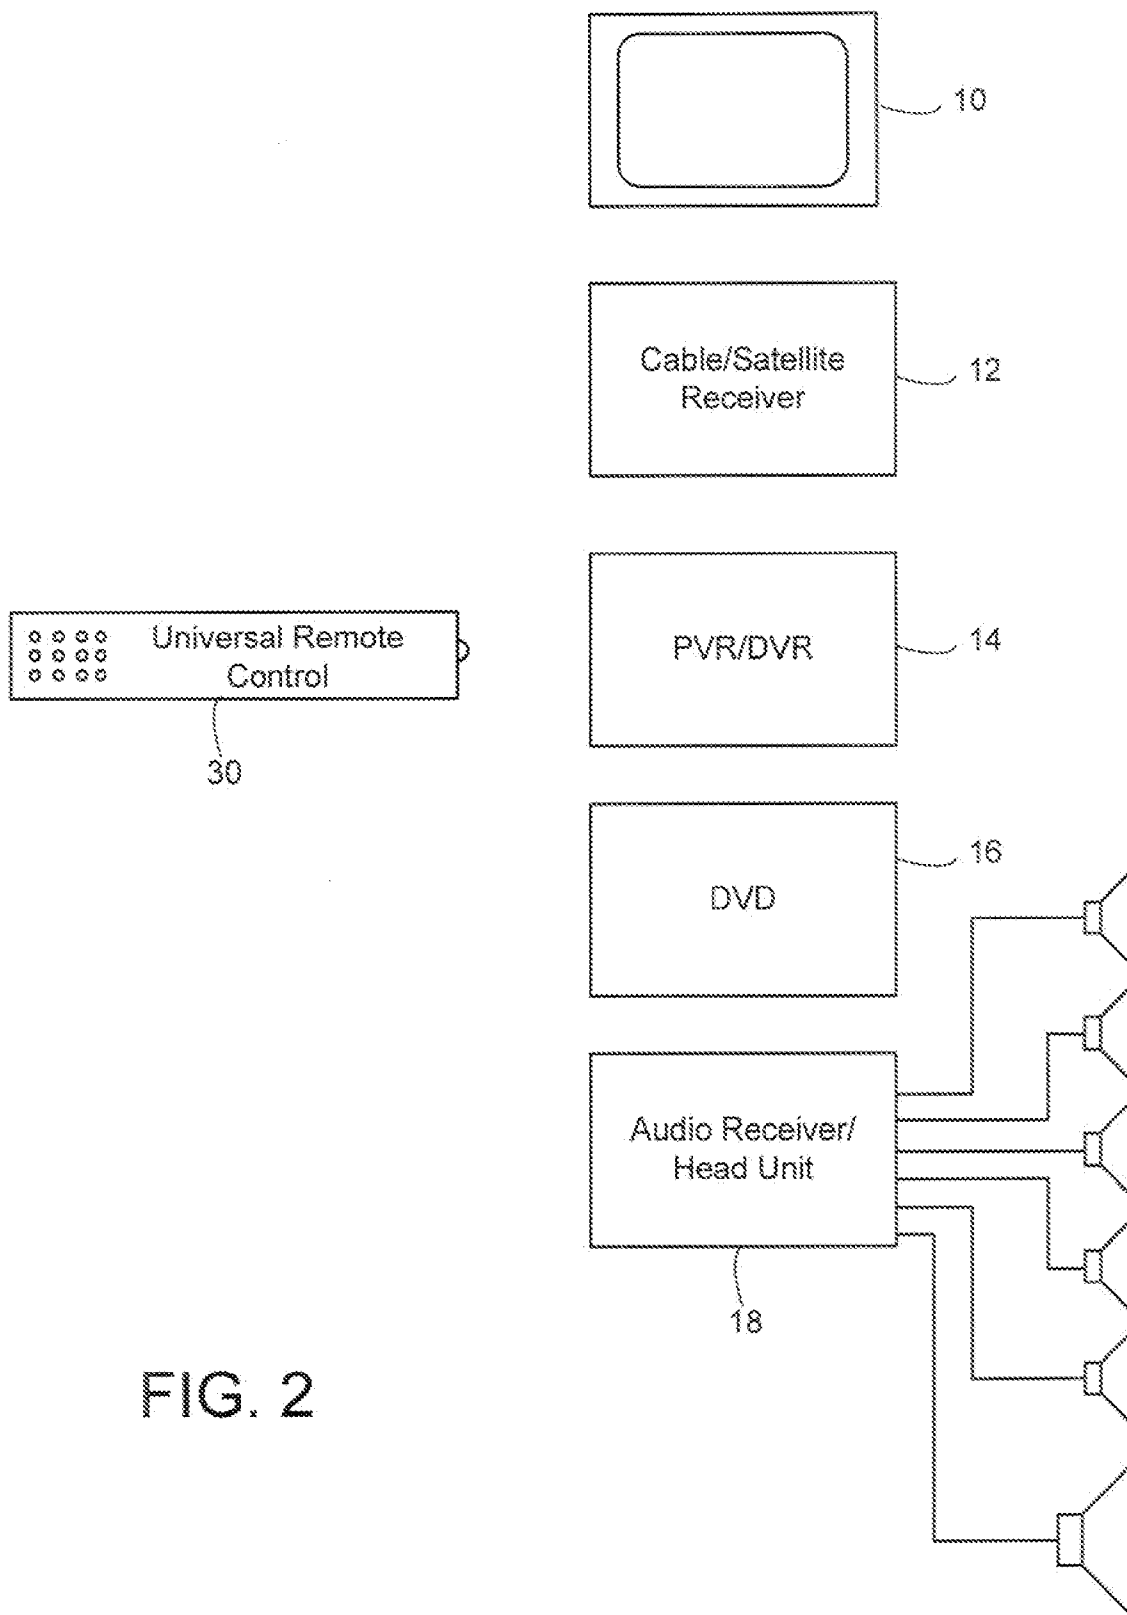 10
Cable/Satellite
Receiver
12
Universal Remote
Control
30
PVR/DVR
14
DVD
16
Audio Receiver/
Head Unit
18
FIG. 2